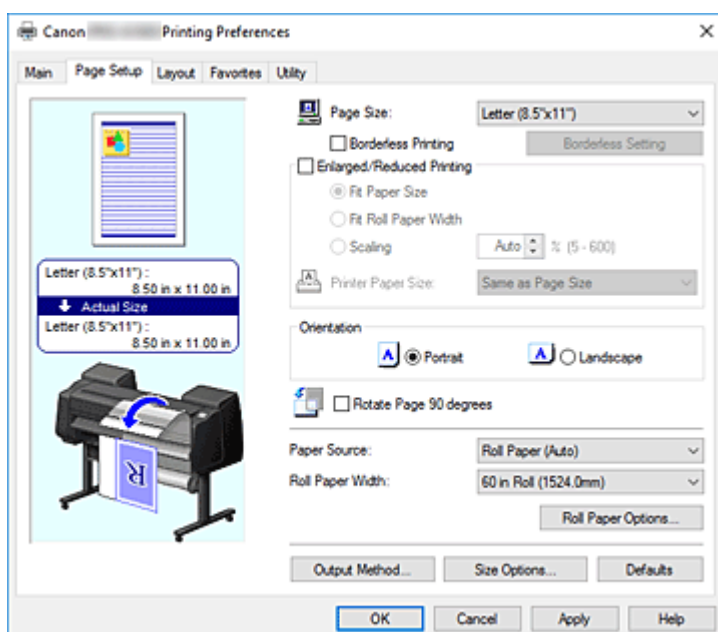 Canon Printing Preferences
Main Page Setup Layout Favorites Utility
Page Size: Letter (8.5"x11")
Borderless Printing Borderless Setting
Enlarged/Reduced Printing
Fit Paper Size
Fit Roll Paper Width
Scaling Auto % (5 - 600)
Printer Paper Size: Same as Page Size
Letter (8.5"x11") :
8.50 in x 11.00 in
Actual Size
Letter (8.5"x11") :
8.50 in x 11.00 in
Orientation
A Portrait A Landscape
Rotate Page 90 degrees
Paper Source: Roll Paper (Auto)
Roll Paper Width: 60 in Roll (1524.0mm)
R
Roll Paper Options...
Output Method... Size Options... Defaults
OK Cancel Apply Help